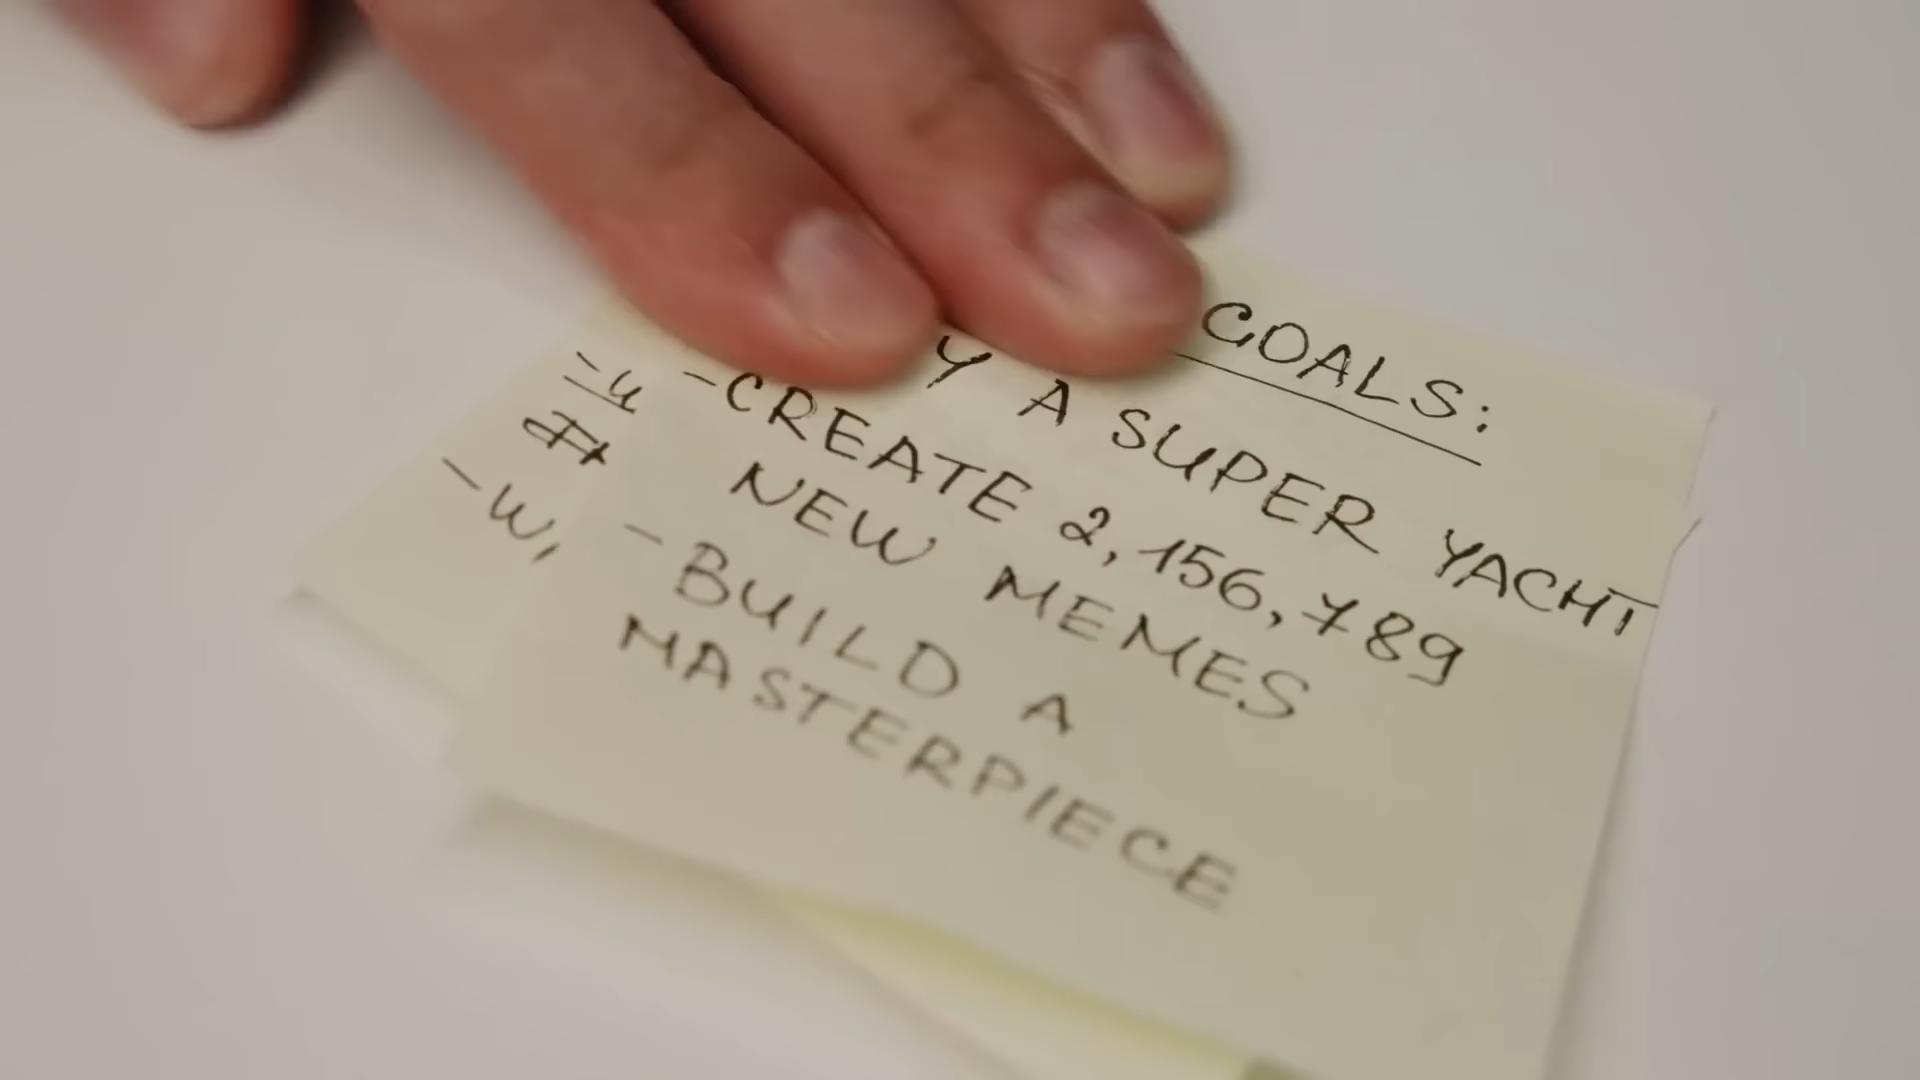 GOALS:
Y A SUPER YACHT
-CREATE 2,156,789
NEW MEMES
-BUILD A
MASTERPIECE